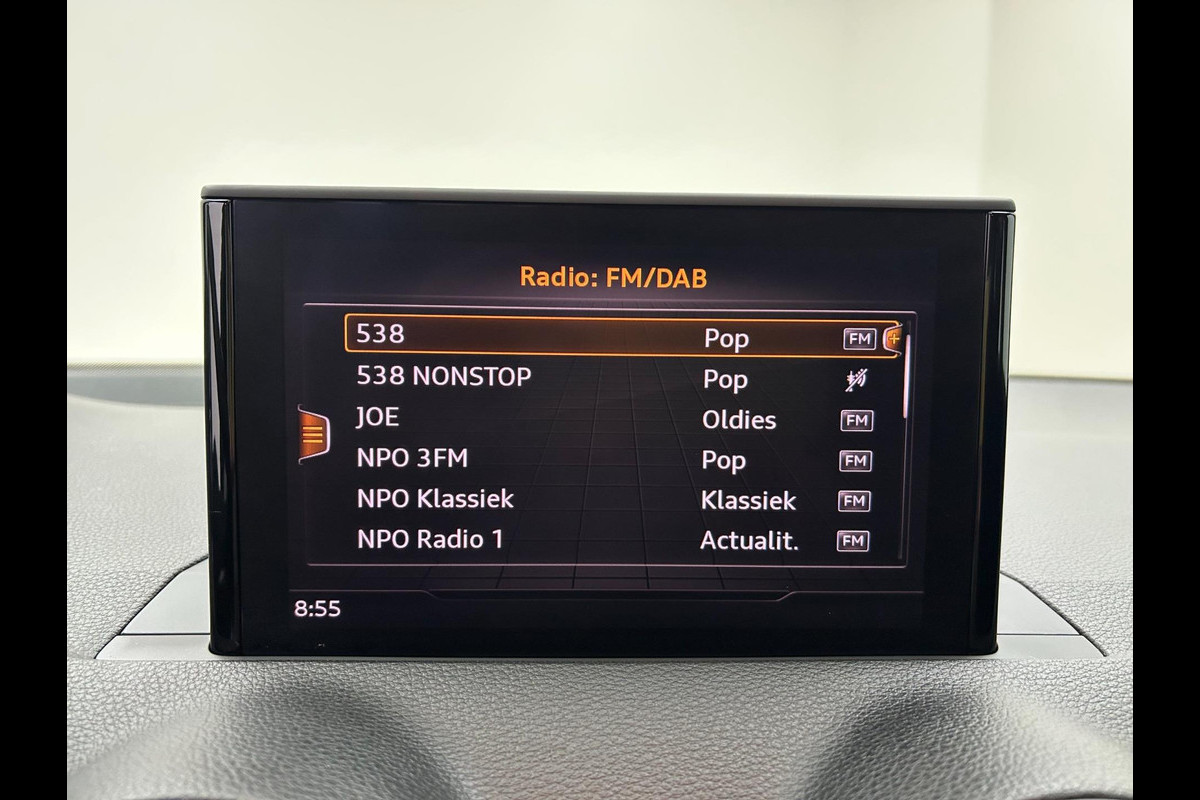 Radio: FM/DAB
538 Pop FM +
538 NONSTOP Pop
JOE Oldies FM
NPO 3FM Pop FM
NPO Klassiek Klassiek FM
NPO Radio 1 Actualit. FM
8:55